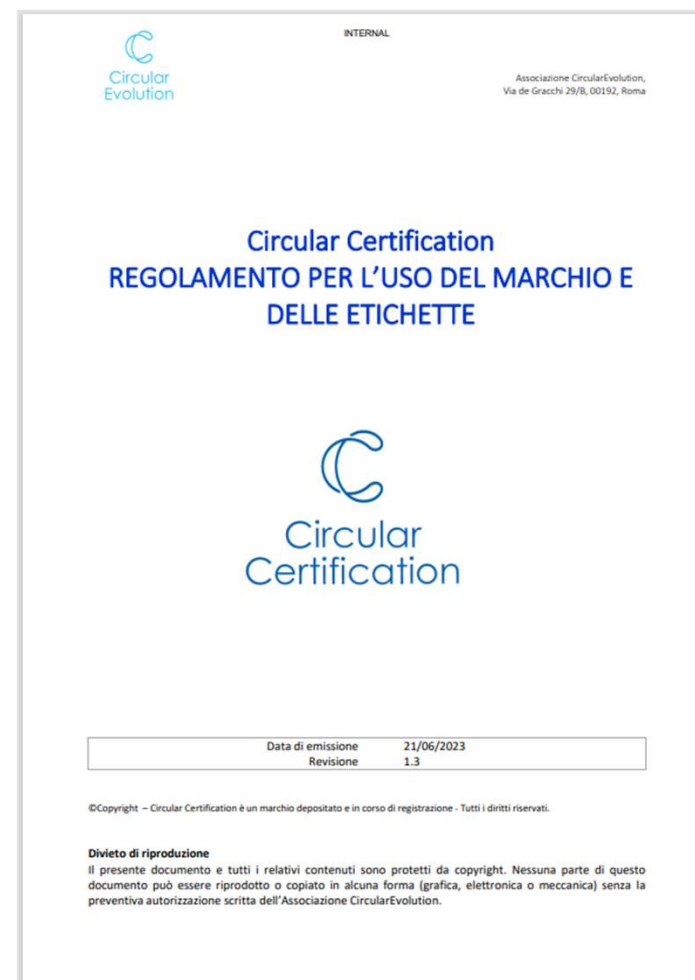 INTERNAL
Circular
Evolution
Associazione CircularEvolution,
Via de Gracchi 29/B, 00192, Roma
Circular Certification
REGOLAMENTO PER L’USO DEL MARCHIO E
DELLE ETICHETTE
Circular
Certification
Data di emissione 21/06/2023
Revisione 1.3
©Copyright – Circular Certification è un marchio depositato e in corso di registrazione - Tutti i diritti riservati.
Divieto di riproduzione
Il presente documento e tutti i relativi contenuti sono protetti da copyright. Nessuna parte di questo
documento può essere riprodotto o copiato in alcuna forma (grafica, elettronica o meccanica) senza la
preventiva autorizzazione scritta dell’Associazione CircularEvolution.